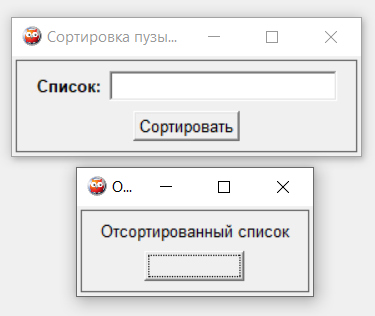 Сортировка пузы...
Список:
Сортировать
О...
Отсортированный список